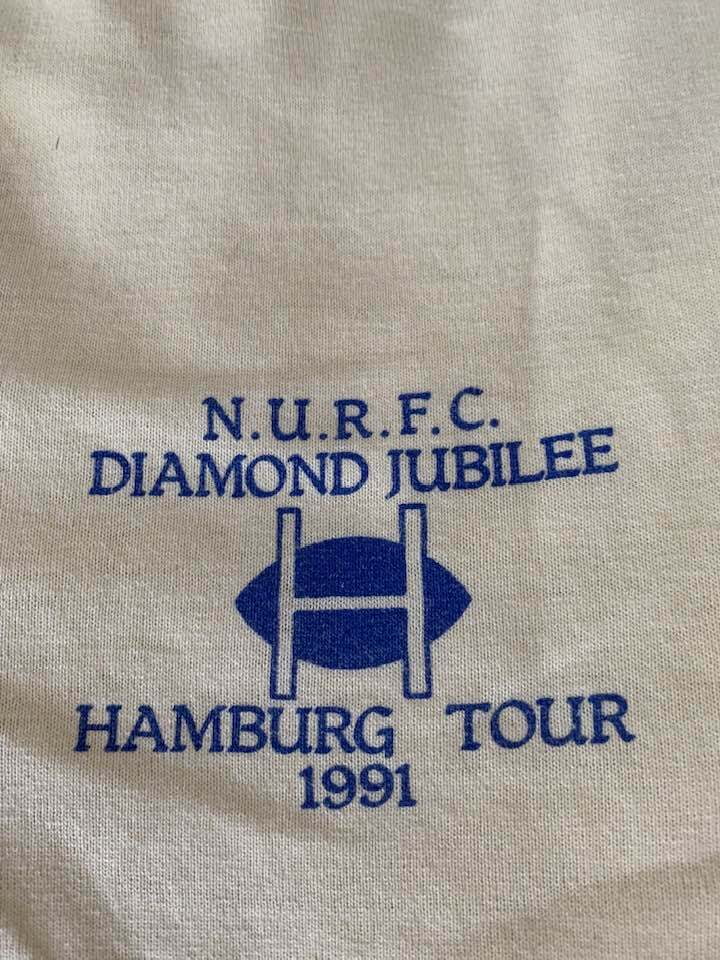 N.U.R.F.C.
DIAMOND JUBILEE
HAMBURG TOUR
1991